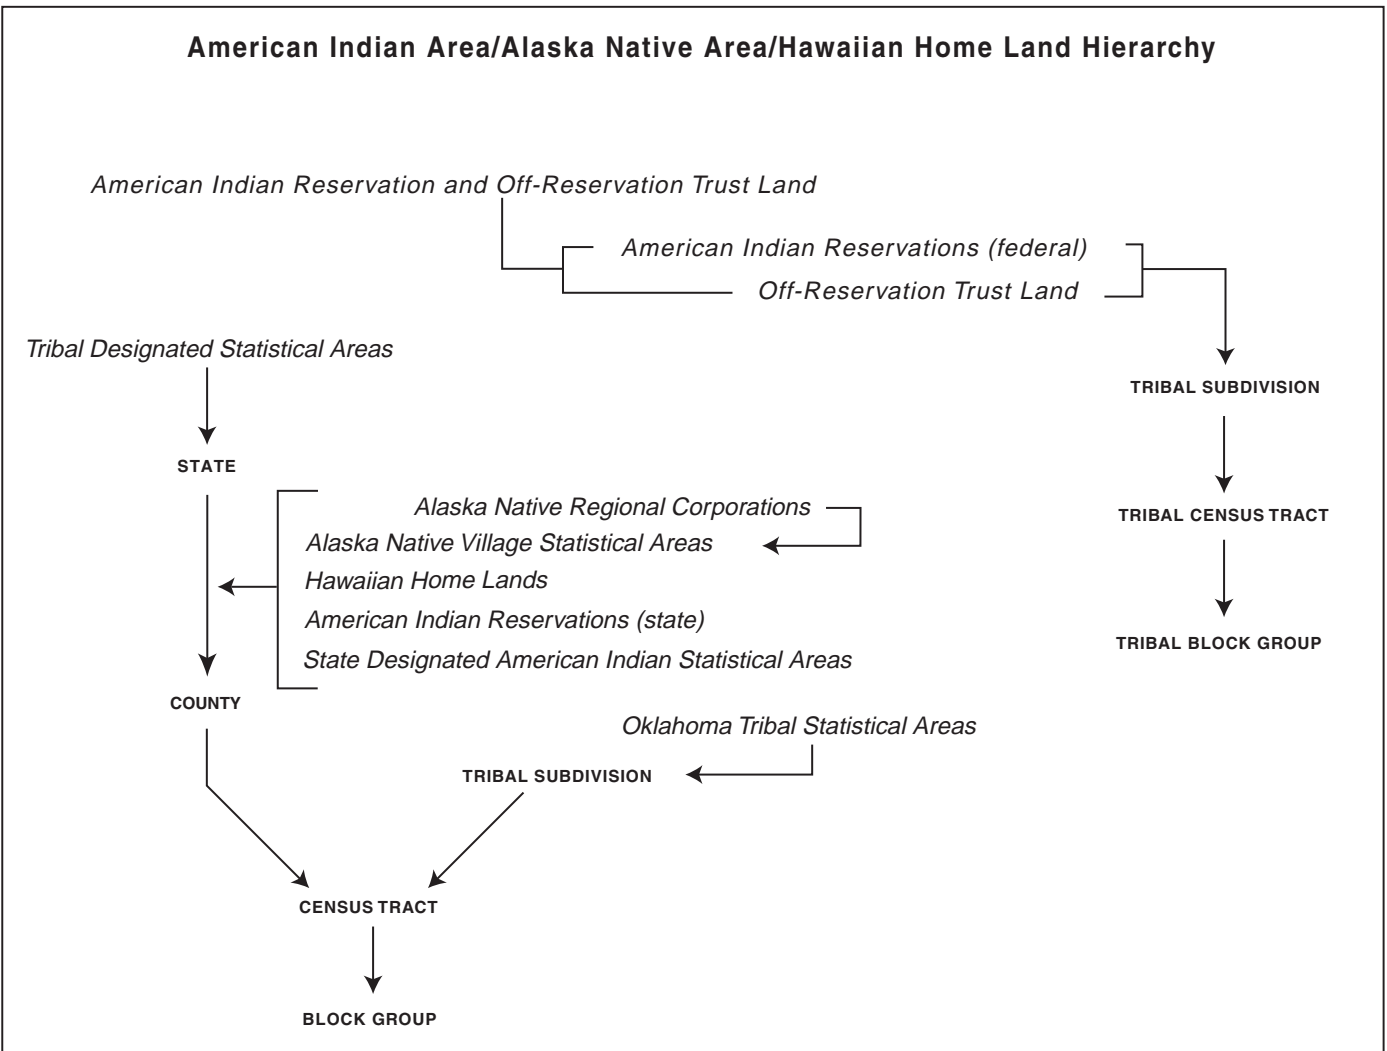 American Indian Area/Alaska Native Area/Hawaiian Home Land Hierarchy
American Indian Reservation and Off-Reservation Trust Land
American Indian Reservations (federal)
Off-Reservation Trust Land
Tribal Designated Statistical Areas
TRIBAL SUBDIVISION
STATE
Alaska Native Regional Corporations
TRIBAL CENSUS TRACT
Alaska Native Village Statistical Areas
Hawaiian Home Lands
American Indian Reservations (state)
TRIBAL BLOCK GROUP
State Designated American Indian Statistical Areas
COUNTY
Oklahoma Tribal Statistical Areas
TRIBAL SUBDIVISION
CENSUS TRACT
BLOCK GROUP